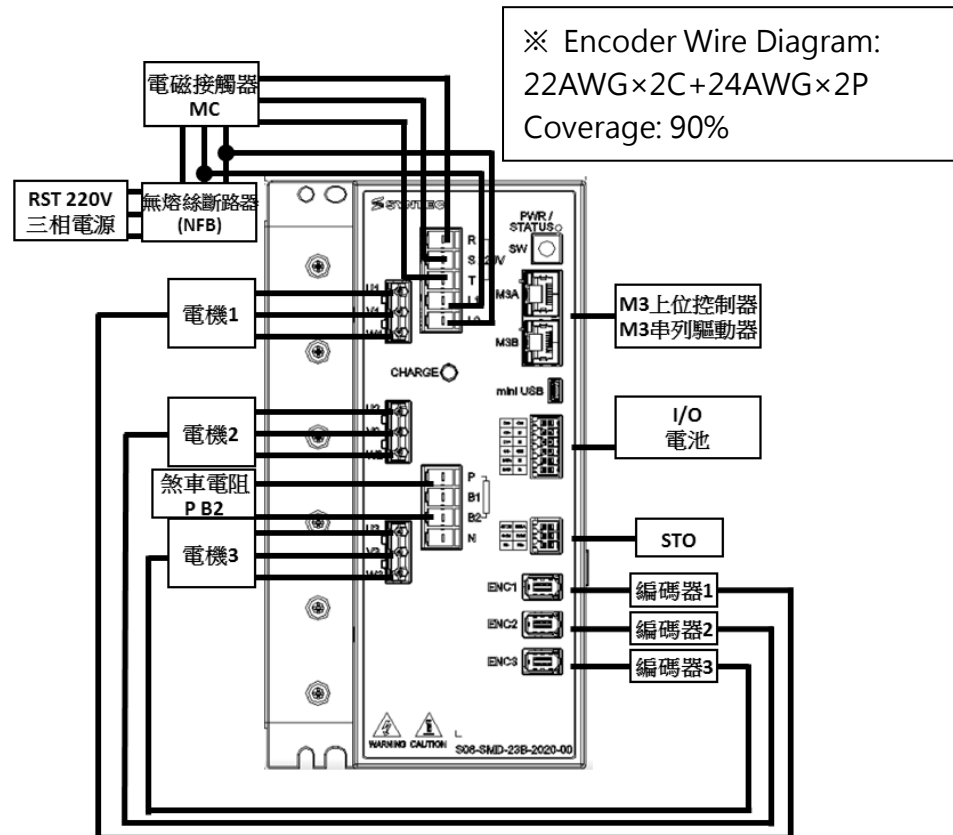 ※ Encoder Wire Diagram:
22AWG×2C+24AWG×2P
Coverage: 90%
電磁接觸器
MC
RST 220V
三相電源
無熔絲斷路器
(NFB)
SYNTEC
PWR /
STATUS
SW
R
S
T
M3A
M3B
M3上位控制器
M3串列驅動器
電機1
CHARGE
mini USB
I/O
電池
電機2
煞車電阻
P B2
P
B1
B2
N
電機3
STO
ENC1
編碼器1
ENC2
編碼器2
ENC3
編碼器3
WARNING CAUTION
S06-SMD-23B-2020-00